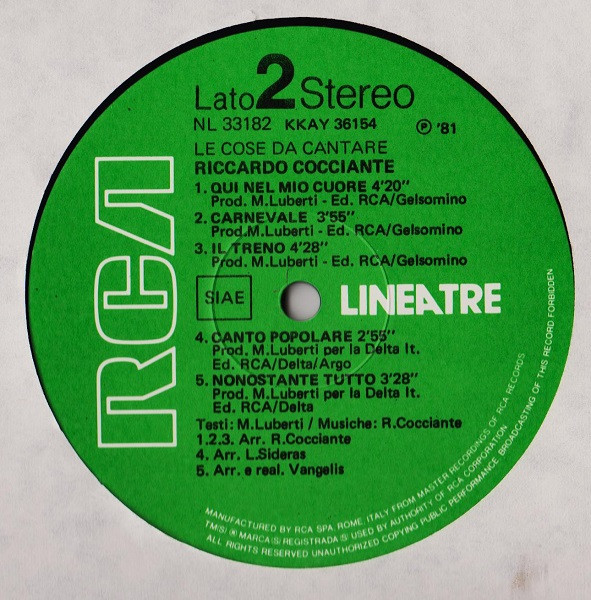 Lato 2 Stereo
NL 33182 KKAY 36154 ℗ '81
LE COSE DA CANTARE
RICCARDO COCCIANTE
1. QUI NEL MIO CUORE 4'20"
Prod. M.Luberti - Ed. RCA/Gelsomino
2. CARNEVALE 3'55"
Prod.M.Luberti - Ed. RCA/Gelsomino
3. IL TRENO 4'28"
Prod. M.Luberti - Ed. RCA/Gelsomino
RCA
SIAE
LINEATRE
4. CANTO POPOLARE 2'55"
Prod. M.Luberti per la Delta It.
Ed. RCA/Delta/Argo
5. NONOSTANTE TUTTO 3'28"
Prod. M.Luberti per la Delta It.
Ed. RCA/Delta
Testi: M.Luberti / Musiche: R.Cocciante
1.2.3. Arr. R.Cocciante
4. Arr. L.Sideras
5. Arr. e real. Vangelis
MANUFACTURED BY RCA SPA, ROME, ITALY, FROM MASTER RECORDINGS OF RCA RECORDS
TM(S) ® MARCA(S) REGISTRADA(S) USED BY AUTHORITY OF RCA CORPORATION
ALL RIGHTS RESERVED UNAUTHORIZED COPYING PUBLIC PERFORMANCE BROADCASTING OF THIS RECORD FORBIDDEN